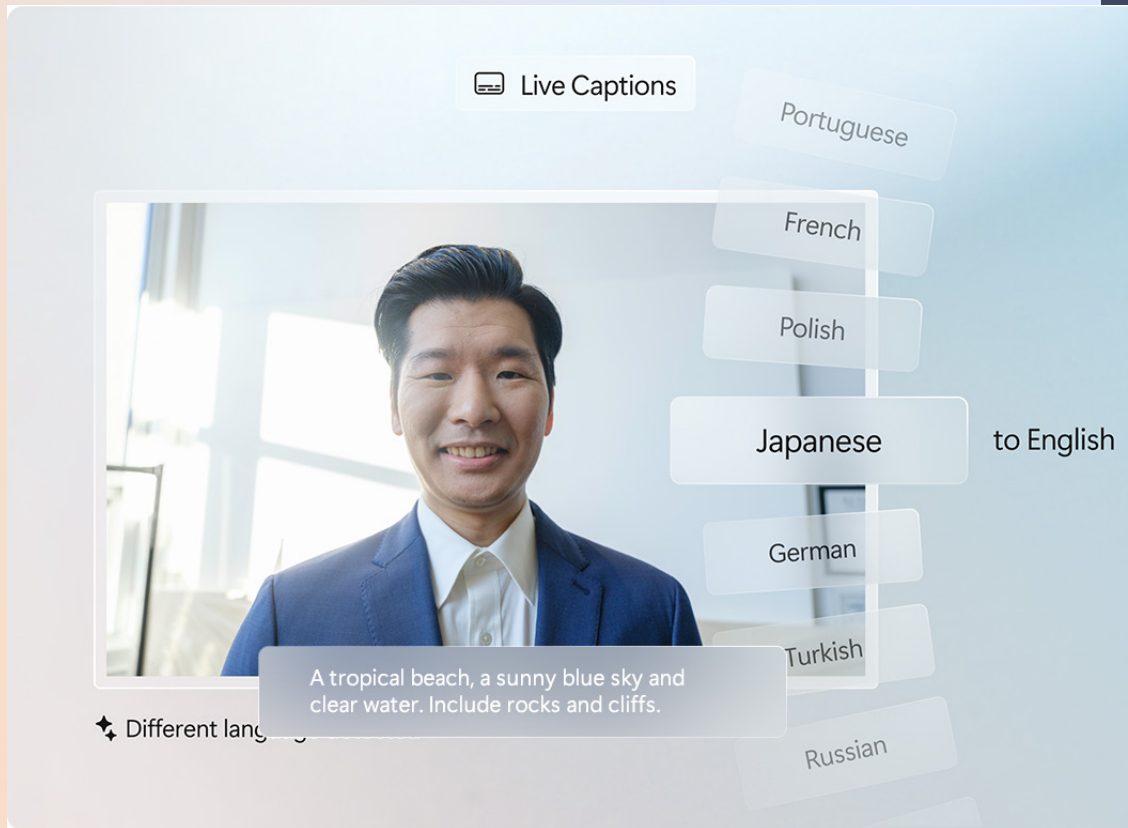 Live Captions
Portuguese
French
Polish
Japanese
to English
German
Turkish
A tropical beach, a sunny blue sky and
clear water. Include rocks and cliffs.
Different
Russian